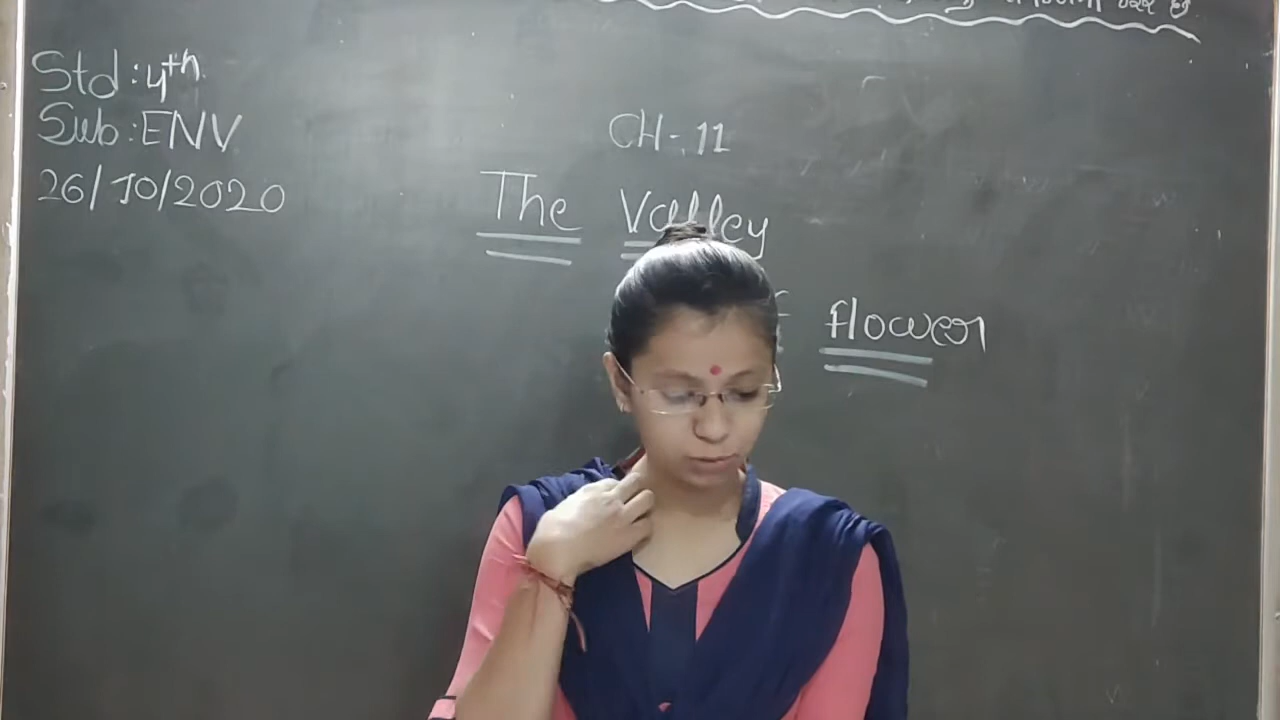 Std : 4th
Sub : ENV
26/10/2020
CH-: 11
The Valley
flower